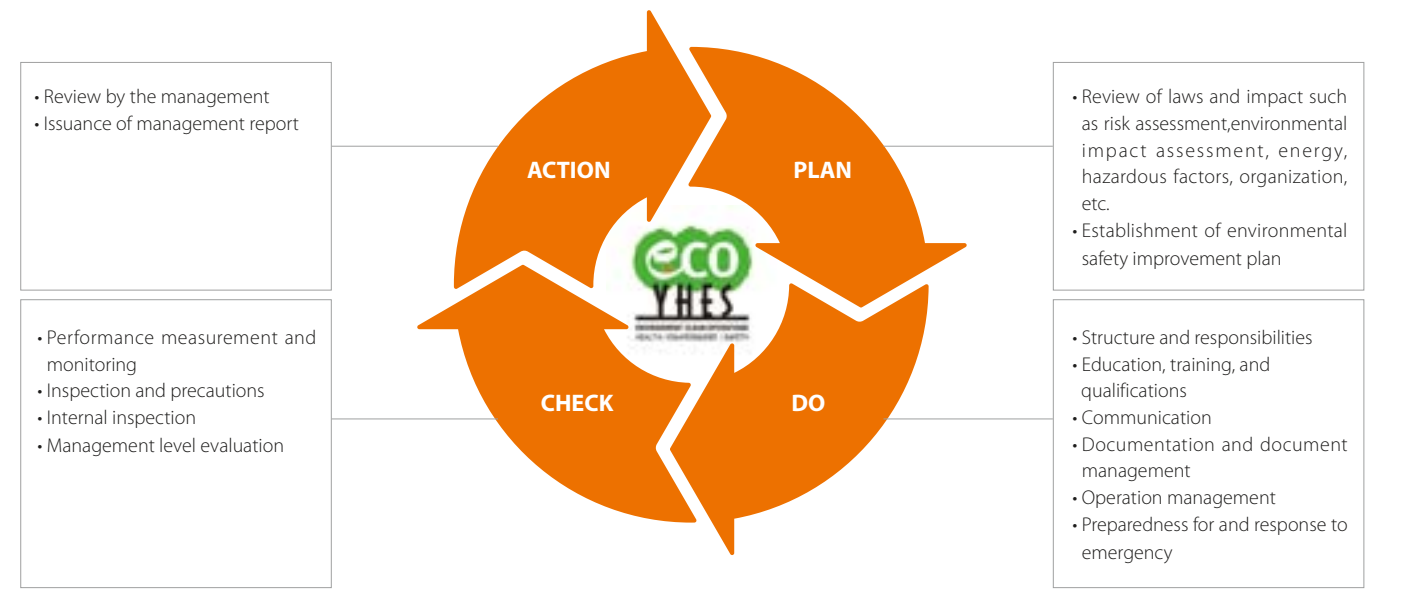 • Review by the management
• Issuance of management report
ACTION
PLAN
• Review of laws and impact such
as risk assessment,environmental
impact assessment, energy,
hazardous factors, organization,
etc.
• Establishment of environmental
safety improvement plan
eco
YHES
• Performance measurement and
monitoring
• Inspection and precautions
• Internal inspection
• Management level evaluation
CHECK
DO
• Structure and responsibilities
• Education, training, and
qualifications
• Communication
• Documentation and document
management
• Operation management
• Preparedness for and response to
emergency